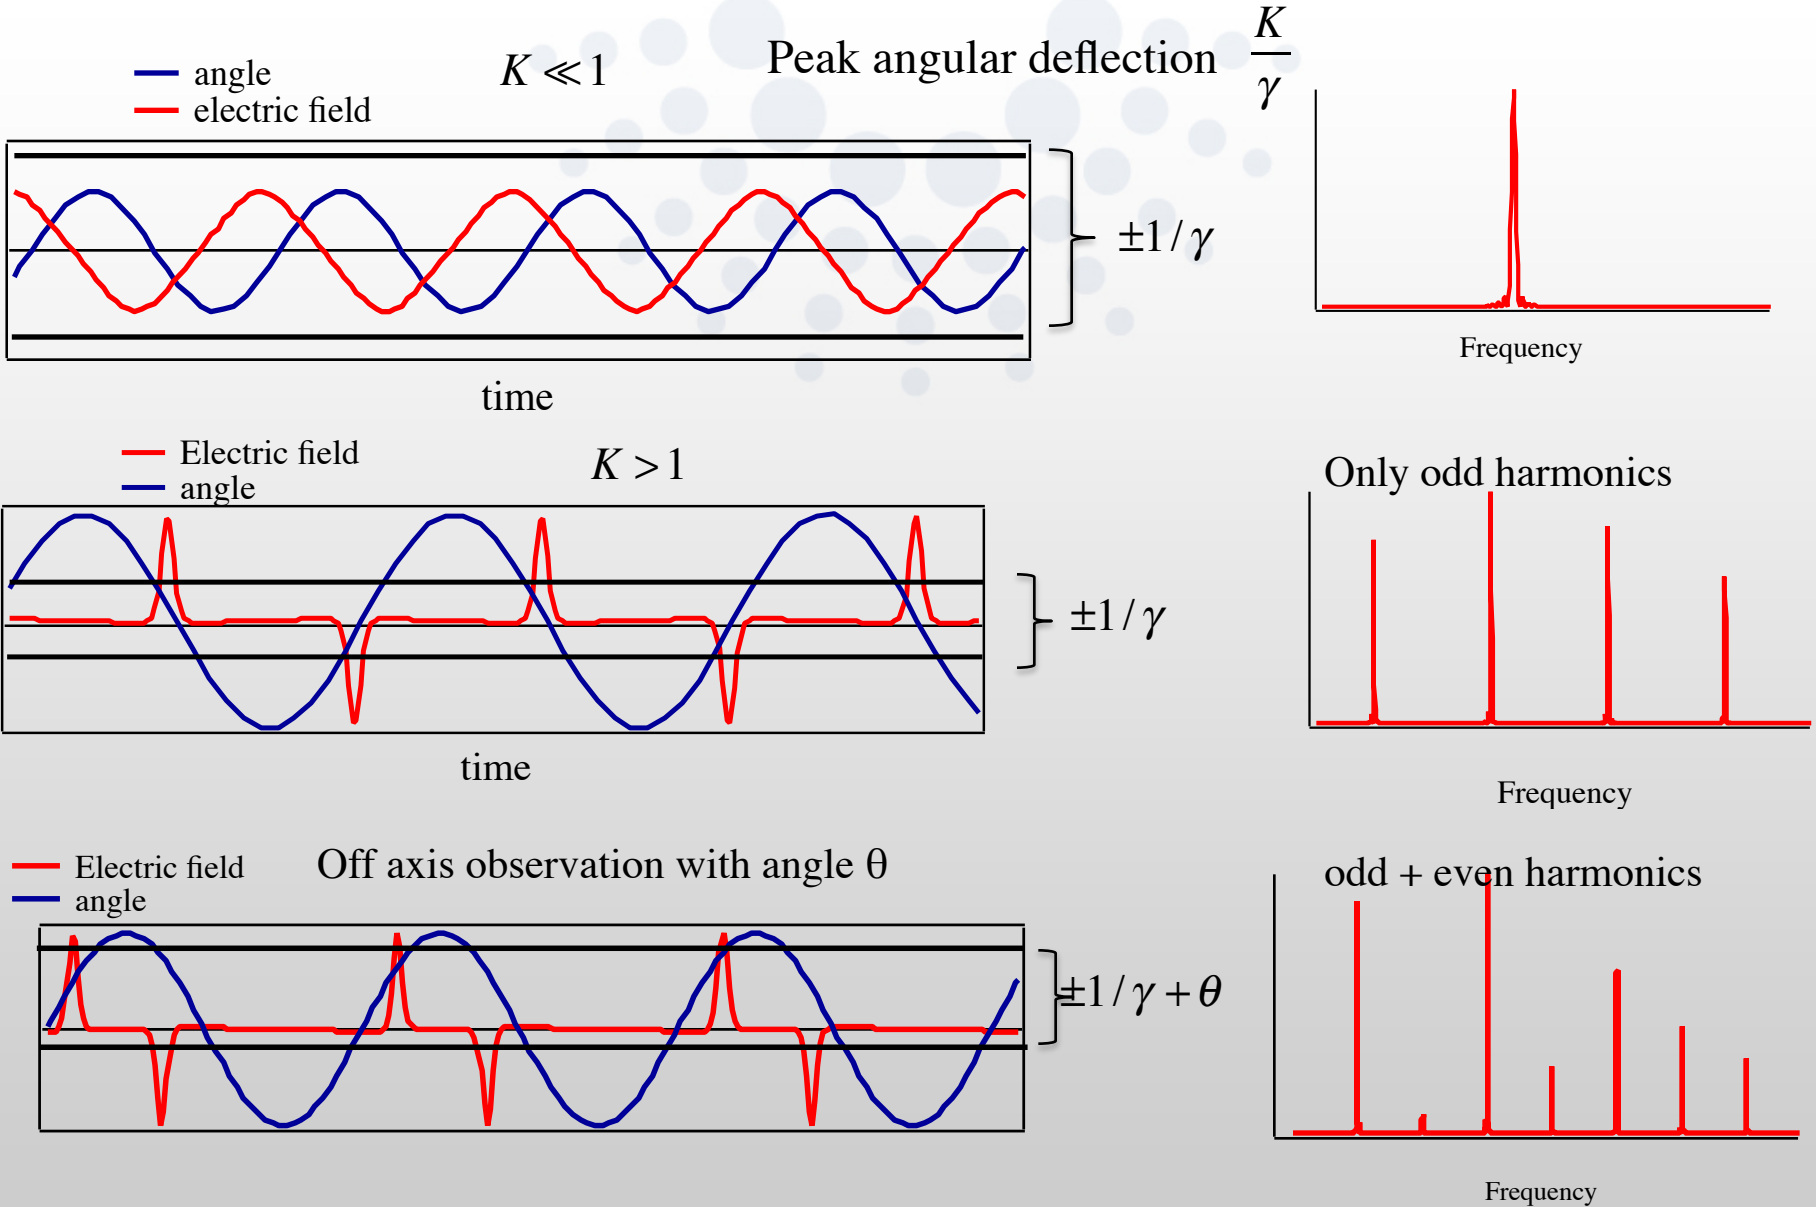 Peak angular deflection K/γ
angle
electric field
K ≪ 1
±1/γ
time
Frequency
Electric field
angle
K > 1
±1/γ
time
Only odd harmonics
Frequency
Electric field
angle
Off axis observation with angle θ
±1/γ + θ
odd + even harmonics
Frequency